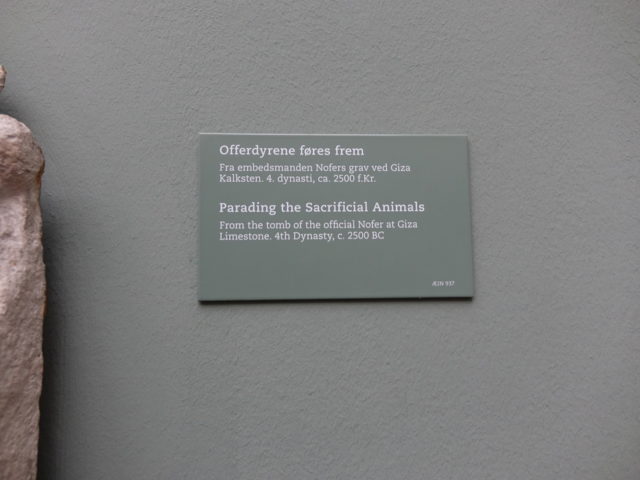 Offerdyrene føres frem
Fra embedsmanden Nofers grav ved Giza
Kalksten. 4. dynasti, ca. 2500 f.Kr.
Parading the Sacrificial Animals
From the tomb of the official Nofer at Giza
Limestone. 4th Dynasty, c. 2500 BC
ÆIN 937